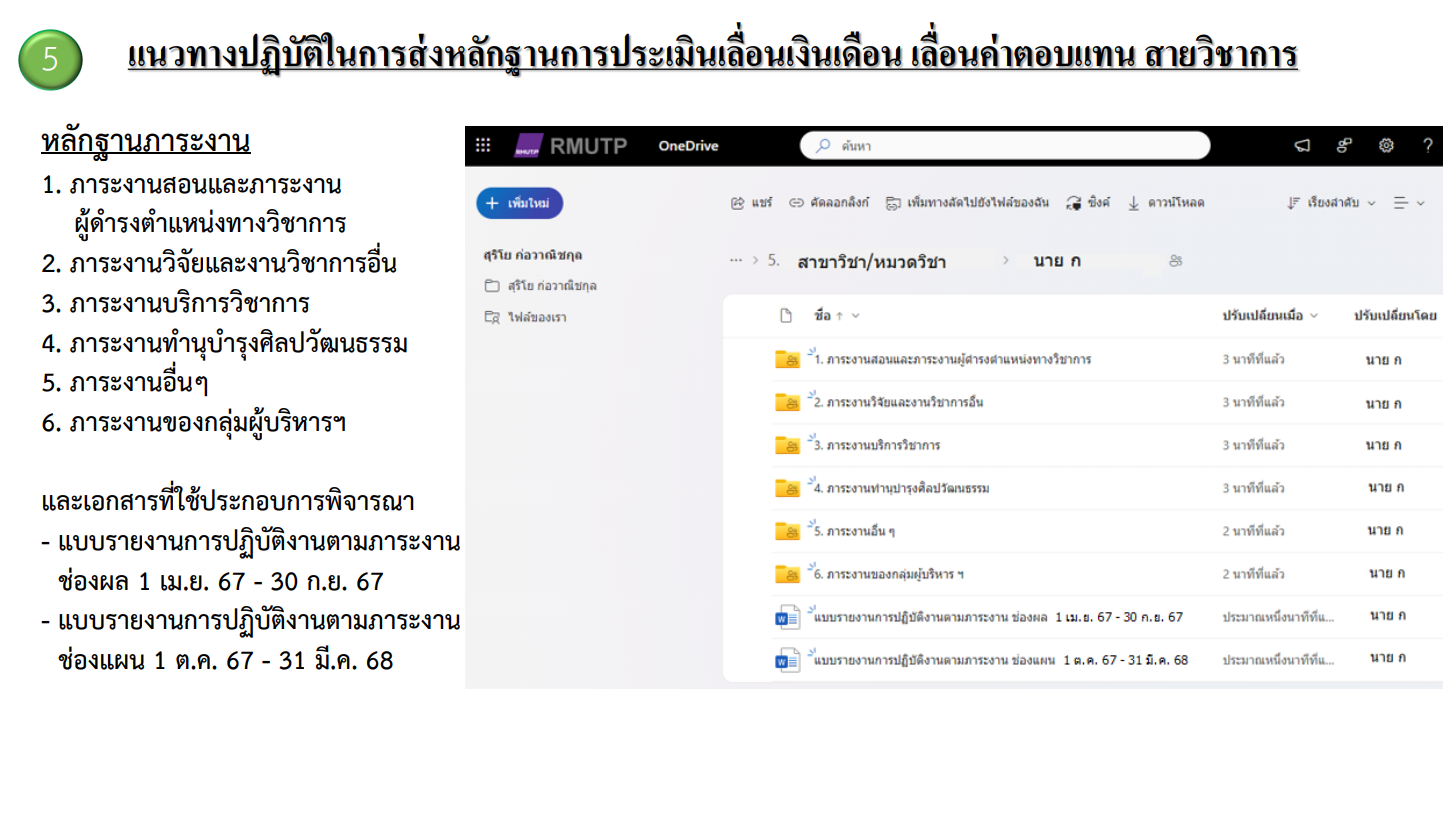 5
แนวทางปฏิบัติในการส่งหลักฐานการประเมินเลื่อนเงินเดือน เลื่อนค่าตอบแทน สายวิชาการ
หลักฐานภาระงาน
1. ภาระงานสอนและภาระงาน
ผู้ดำรงตำแหน่งทางวิชาการ
2. ภาระงานวิจัยและงานวิชาการอื่น
3. ภาระงานบริการวิชาการ
4. ภาระงานทำนุบำรุงศิลปวัฒนธรรม
5. ภาระงานอื่นๆ
6. ภาระงานของกลุ่มผู้บริหารฯ
และเอกสารที่ใช้ประกอบการพิจารณา
- แบบรายงานการปฏิบัติงานตามภาระงาน
ช่องผล 1 เม.ย. 67 - 30 ก.ย. 67
- แบบรายงานการปฏิบัติงานตามภาระงาน
ช่องแผน 1 ต.ค. 67 - 31 มี.ค. 68
RMUTP RMUTP OneDrive ค้นหา ?
+ เพิ่มใหม่ แชร์ คัดลอกลิงก์ เพิ่มทางลัดไปยังไฟล์ของฉัน ซิงค์ ดาวน์โหลด เรียงลำดับ
สุริโย ก่อวาณิชกุล
สุริโย ก่อวาณิชกุล
ไฟล์ของเรา
··· > 5. สาขาวิชา/หมวดวิชา > นาย ก
ชื่อ ↑ ปรับเปลี่ยนเมื่อ ปรับเปลี่ยนโดย
1. ภาระงานสอนและภาระงานผู้ดำรงตำแหน่งทางวิชาการ 3 นาทีที่แล้ว นาย ก
2. ภาระงานวิจัยและงานวิชาการอื่น 3 นาทีที่แล้ว นาย ก
3. ภาระงานบริการวิชาการ 3 นาทีที่แล้ว นาย ก
4. ภาระงานทำนุบำรุงศิลปวัฒนธรรม 3 นาทีที่แล้ว นาย ก
5. ภาระงานอื่น ๆ 2 นาทีที่แล้ว นาย ก
6. ภาระงานของกลุ่มผู้บริหาร ฯ 2 นาทีที่แล้ว นาย ก
แบบรายงานการปฏิบัติงานตามภาระงาน ช่องผล 1 เม.ย. 67 - 30 ก.ย. 67 ประมาณหนึ่งนาทีที่แ... นาย ก
แบบรายงานการปฏิบัติงานตามภาระงาน ช่องแผน 1 ต.ค. 67 - 31 มี.ค. 68 ประมาณหนึ่งนาทีที่แ... นาย ก